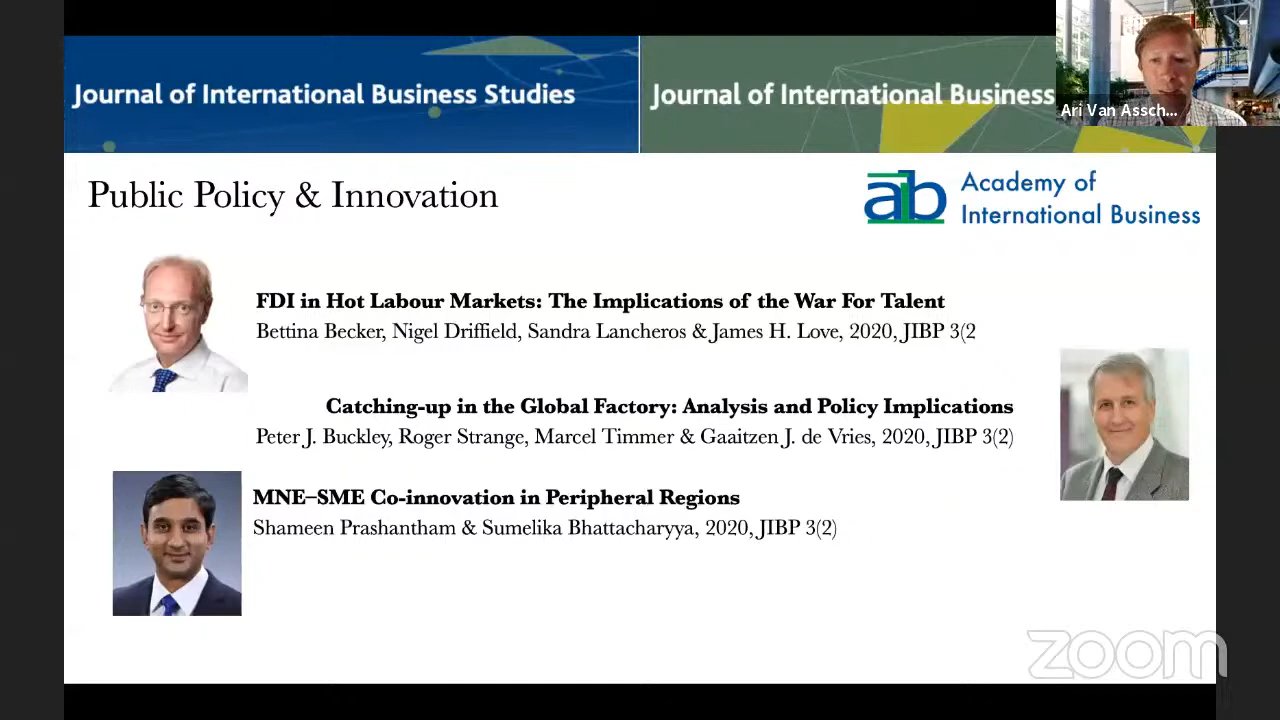 Journal of International Business Studies
Journal of International Business
Ari Van Assch...
Public Policy & Innovation
aib
Academy of
International Business
FDI in Hot Labour Markets: The Implications of the War For Talent
Bettina Becker, Nigel Driffield, Sandra Lancheros & James H. Love, 2020, JIBP 3(2
Catching-up in the Global Factory: Analysis and Policy Implications
Peter J. Buckley, Roger Strange, Marcel Timmer & Gaaitzen J. de Vries, 2020, JIBP 3(2)
MNE–SME Co-innovation in Peripheral Regions
Shameen Prashantham & Sumelika Bhattacharyya, 2020, JIBP 3(2)
zoom